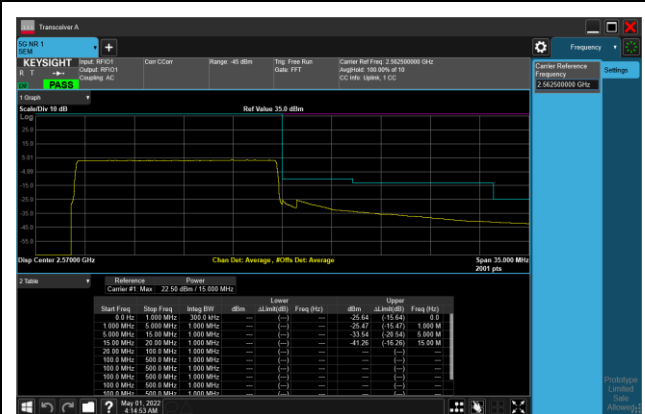 Transceiver A
5G NR 1
SEM
Frequency
KEYSIGHT
R T
PASS
Input: RFIO1
Output: RFIO1
Coupling: AC
Corr CCorr
Range: -45 dBm
Trig: Free Run
Gate: FFT
Carrier Ref Freq: 2.562500000 GHz
Avg|Hold: 100.00% of 10
CC Info: Uplink, 1 CC
Carrier Reference
Frequency
2.562500000 GHz
Settings
1 Graph
Scale/Div 10 dB
Ref Value 35.0 dBm
Log
25.0
15.0
5.01
-4.99
-15.0
-25.0
-35.0
-45.0
-55.0
Disp Center 2.57000 GHz
Chan Det: Average , #Offs Det: Average
Span 35.000 MHz
2001 pts
2 Table
Reference Power
Carrier #1 Max 22.50 dBm / 15.000 MHz
Lower Upper
Start Freq Stop Freq Integ BW dBm ΔLimit(dB) Freq (Hz) dBm ΔLimit(dB) Freq (Hz)
0.0 Hz 1.000 MHz 300.0 kHz --- (---) --- -25.64 (-15.64) 0.0
1.000 MHz 5.000 MHz 1.000 MHz --- (---) --- -25.47 (-15.47) 1.000 M
5.000 MHz 15.00 MHz 1.000 MHz --- (---) --- -33.54 (-20.54) 5.000 M
15.00 MHz 20.00 MHz 1.000 MHz --- (---) --- -41.26 (-16.26) 15.00 M
20.00 MHz 100.0 MHz 1.000 MHz --- (---) --- --- (---) ---
100.0 MHz 500.0 MHz 1.000 MHz --- (---) --- --- (---) ---
100.0 MHz 500.0 MHz 1.000 MHz --- (---) --- --- (---) ---
100.0 MHz 500.0 MHz 1.000 MHz --- (---) --- --- (---) ---
100.0 MHz 500.0 MHz 1.000 MHz --- (---) --- --- (---) ---
May 01, 2022
4:14:53 AM
Prototype
Limited
Sale
Allowed